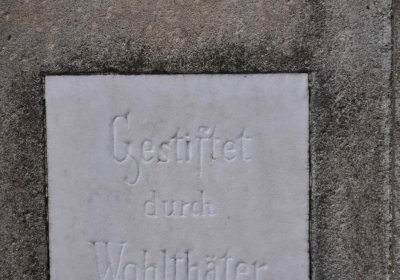 Gestiftet
durch
Wohlthäter